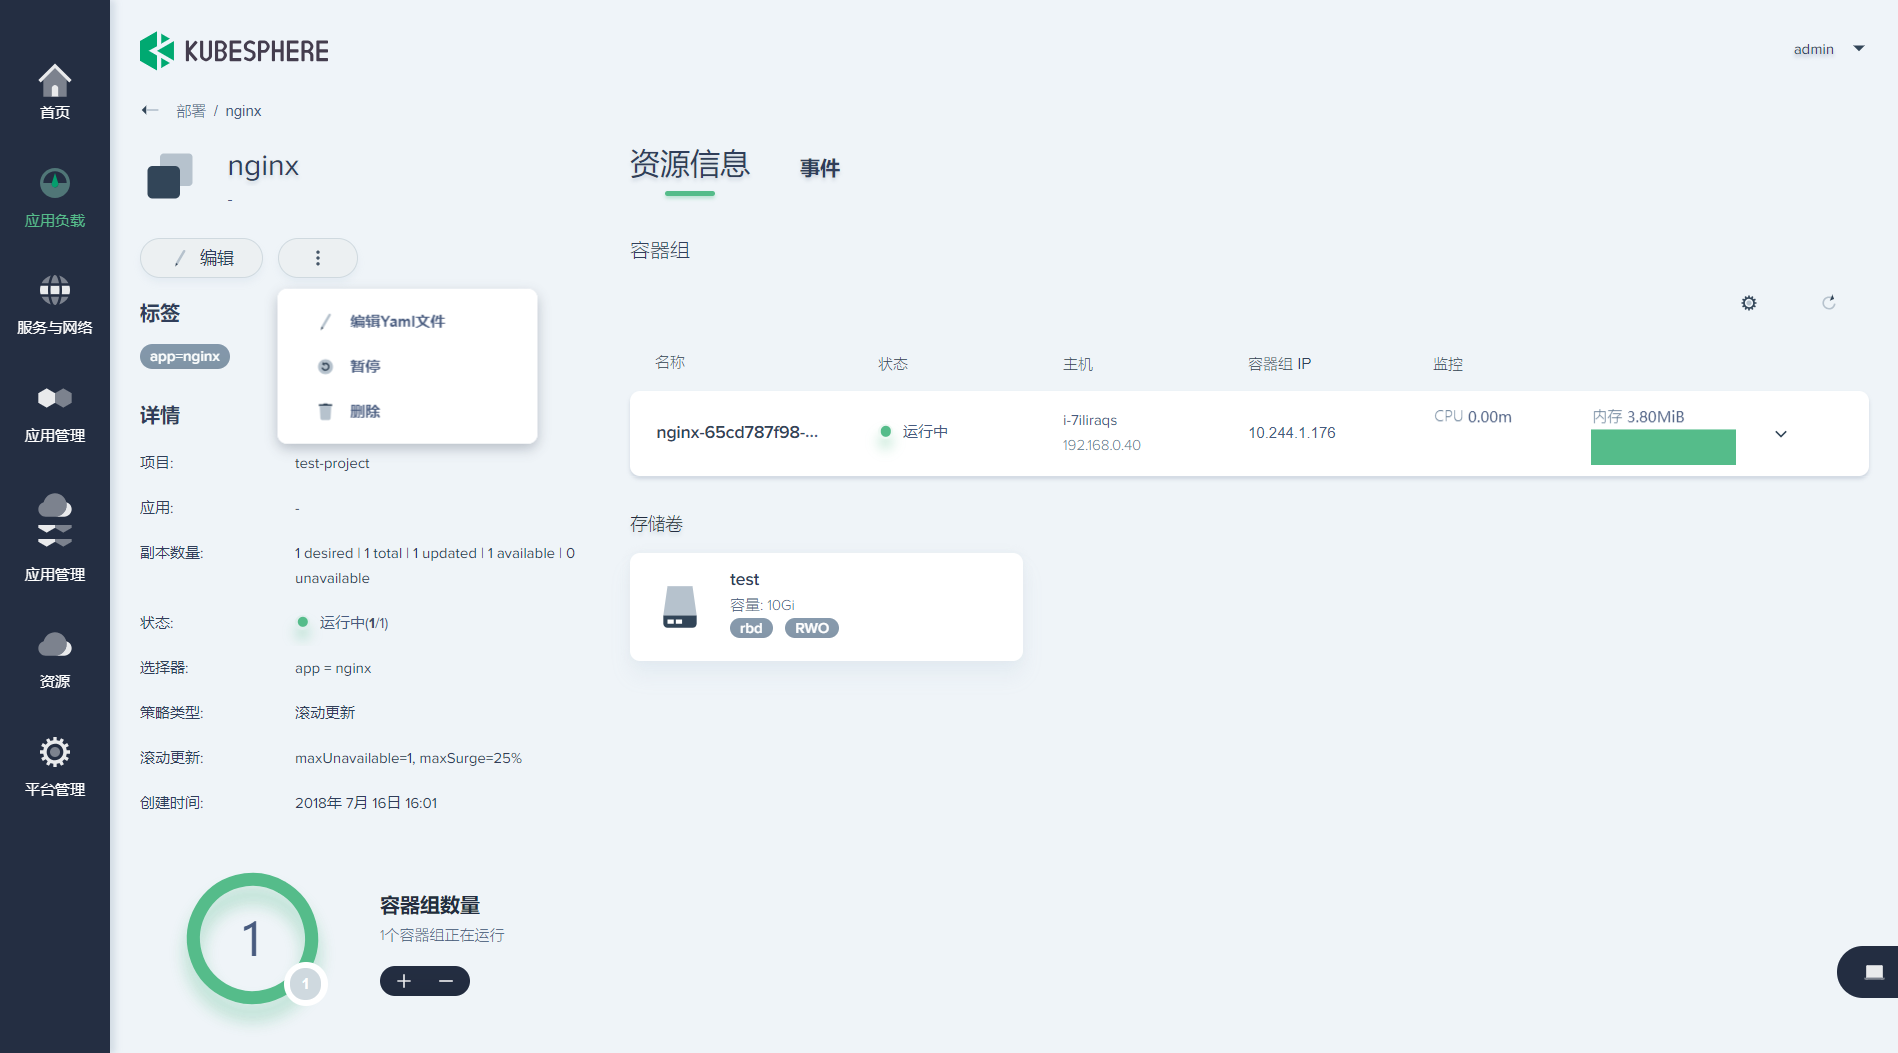 首页
应用负载
服务与网络
应用管理
应用管理
资源
平台管理
KUBESPHERE
admin
部署 / nginx
nginx
-
编辑
标签
app=nginx
编辑Yaml文件
暂停
删除
详情
项目: test-project
应用: -
副本数量: 1 desired | 1 total | 1 updated | 1 available | 0
unavailable
状态: 运行中(1/1)
选择器: app = nginx
策略类型: 滚动更新
滚动更新: maxUnavailable=1, maxSurge=25%
创建时间: 2018年 7月 16日 16:01
1
1
容器组数量
1个容器组正在运行
资源信息 事件
容器组
名称 状态 主机 容器组 IP 监控
nginx-65cd787f98-... 运行中 i-7iliraqs 10.244.1.176 CPU 0.00m 内存 3.80MiB
192.168.0.40
存储卷
test
容量: 10Gi
rbd RWO